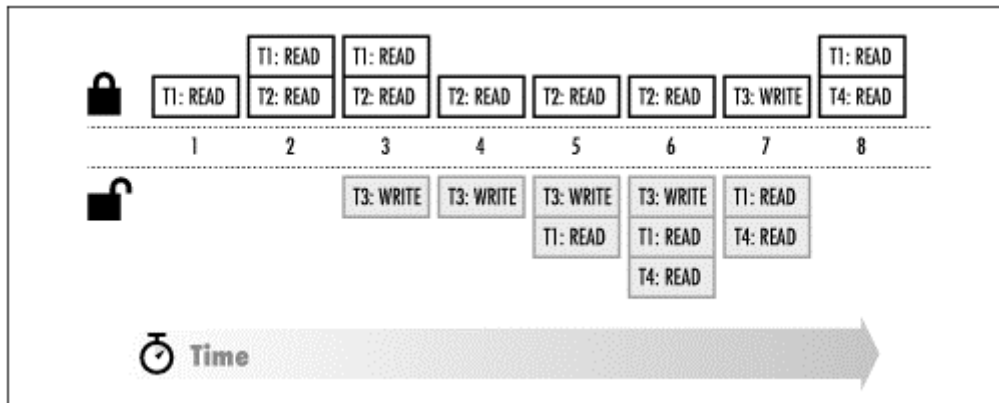 T1: READ T1: READ T1: READ
T1: READ T2: READ T2: READ T2: READ T2: READ T2: READ T3: WRITE T4: READ
1 2 3 4 5 6 7 8
T3: WRITE T3: WRITE T3: WRITE T3: WRITE T1: READ
T1: READ T1: READ T4: READ
T4: READ
Time